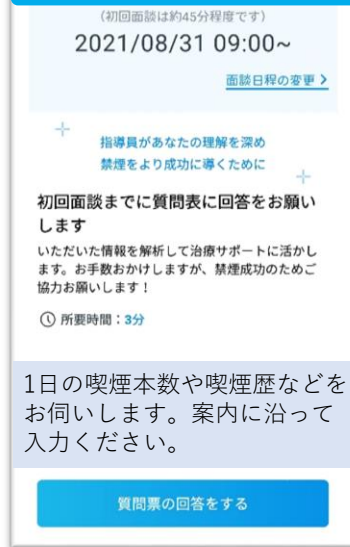 (初回面談は約45分程度です)
2021/08/31 09:00~
面談日程の変更 >
指導員があなたの理解を深め
禁煙をより成功に導くために
初回面談までに質問表に回答をお願い
します
いただいた情報を解析して治療サポートに活かし
ます。お手数おかけしますが、禁煙成功のためご
協力お願いします！
所要時間：3分
1日の喫煙本数や喫煙歴などを
お伺いします。案内に沿って
入力ください。
質問票の回答をする